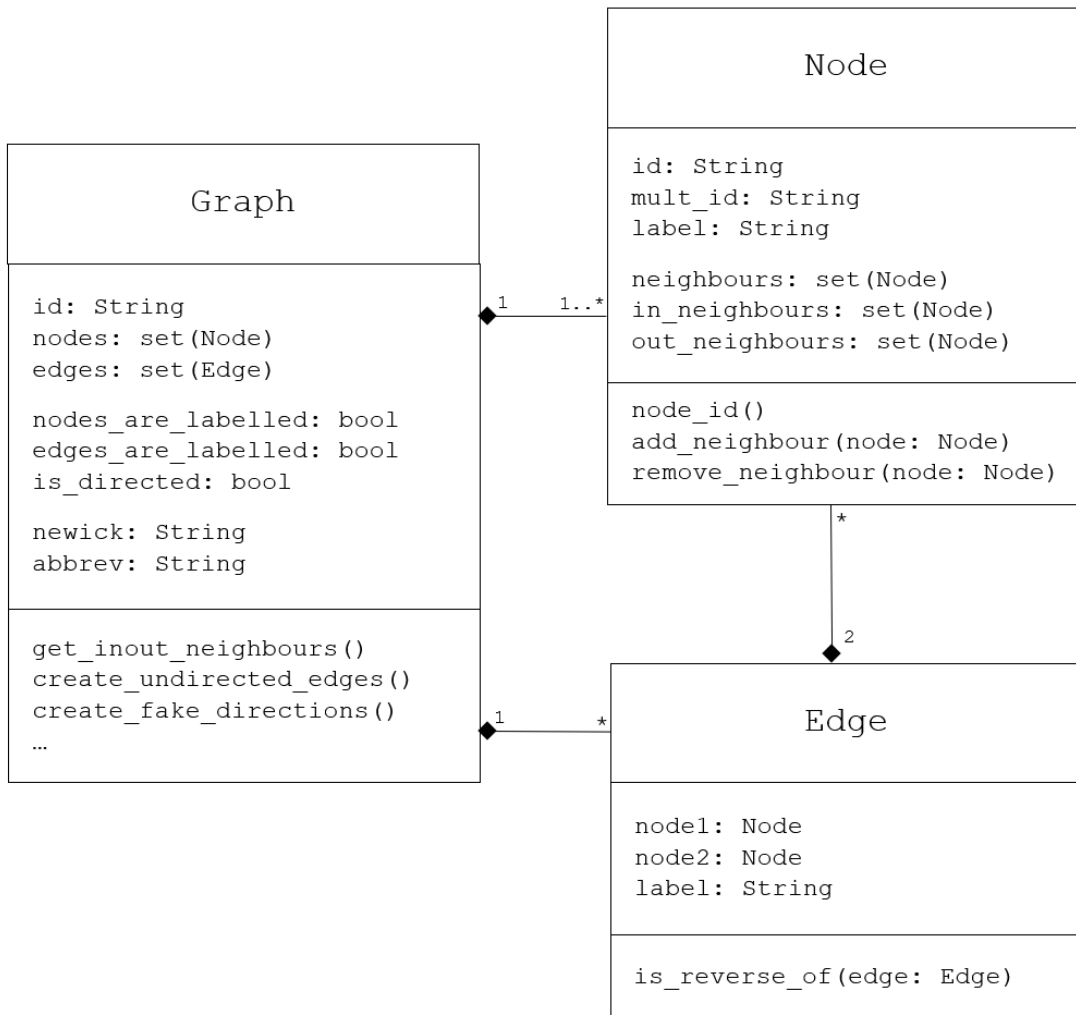 Graph
id: String
nodes: set(Node)
edges: set(Edge)
nodes_are_labelled: bool
edges_are_labelled: bool
is_directed: bool
newick: String
abbrev: String
get_inout_neighbours()
create_undirected_edges()
create_fake_directions()
…
1
1..*
1
*
Node
id: String
mult_id: String
label: String
neighbours: set(Node)
in_neighbours: set(Node)
out_neighbours: set(Node)
node_id()
add_neighbour(node: Node)
remove_neighbour(node: Node)
*
2
Edge
node1: Node
node2: Node
label: String
is_reverse_of(edge: Edge)